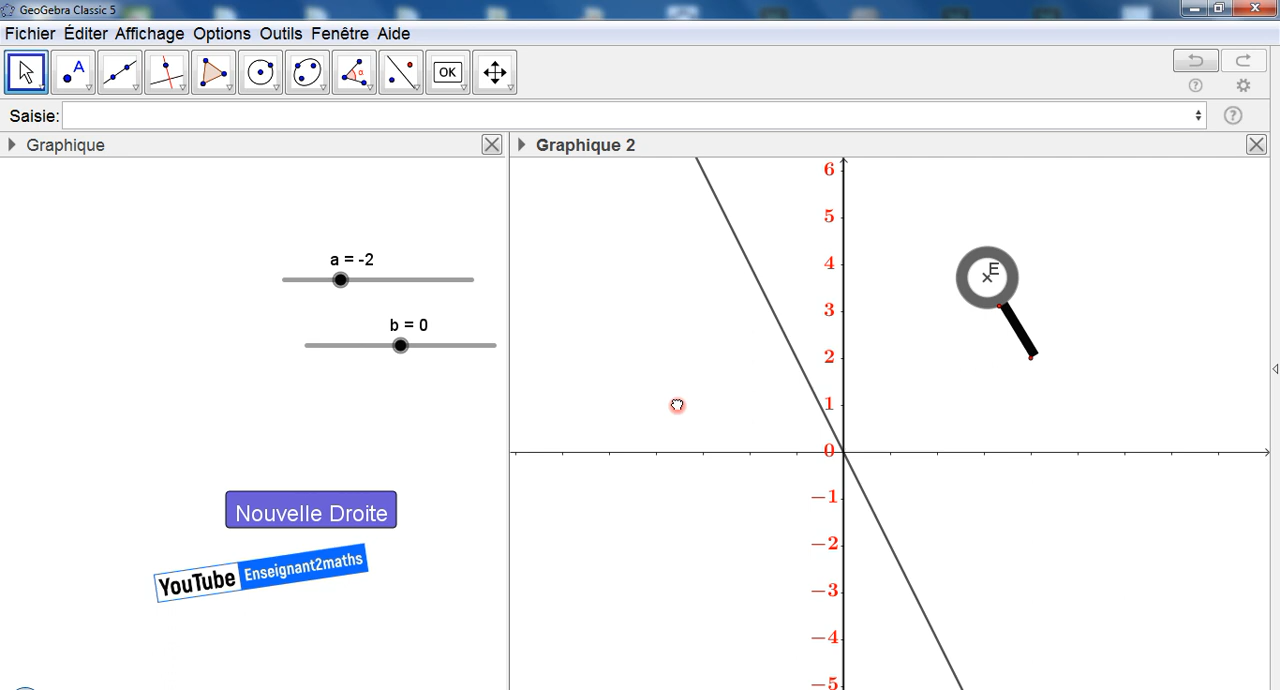 GeoGebra Classic 5
Fichier Éditer Affichage Options Outils Fenêtre Aide
A
α
OK
Saisie:
Graphique
Graphique 2
a = -2
b = 0
Nouvelle Droite
YouTube Enseignant2maths
6
5
4
3
2
1
0
−1
−2
−3
−4
−5
E